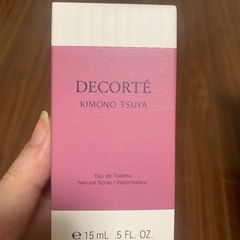 DECORTÉ
KIMONO TSUYA
Eau de Toilette
Natural Spray / Vaporisateur
℮ 15 mL .5 FL. OZ.